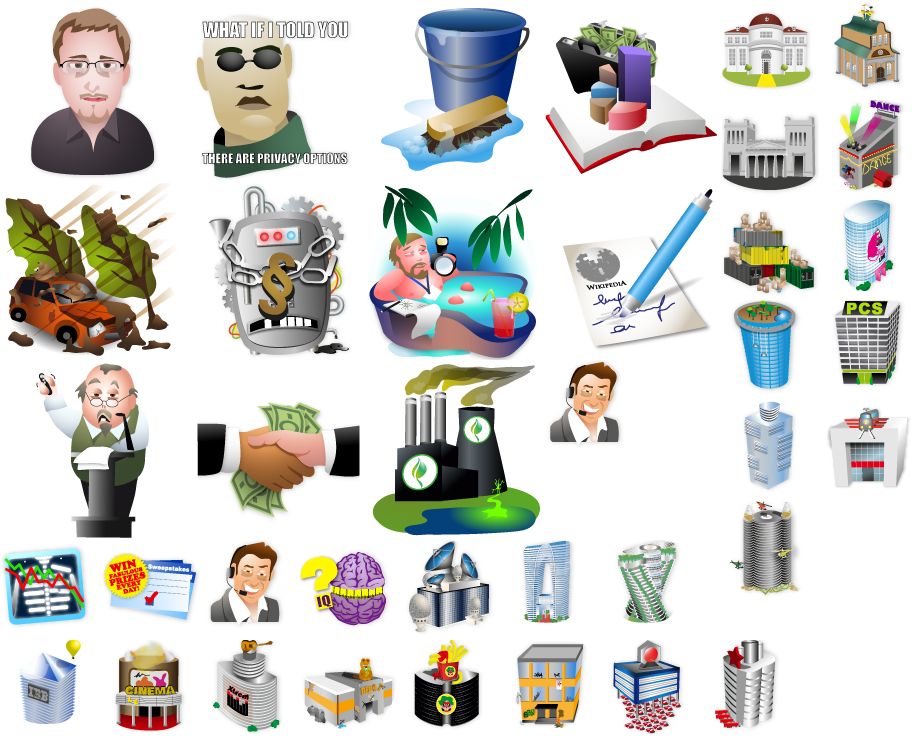 WHAT IF I TOLD YOU
THERE ARE PRIVACY OPTIONS
DANCE
DANCE
§
WIKIPEDIA
PCS
WIN
FABULOUS
PRIZES
EVERY
DAY!
Sweepstakes
?
IQ
CINEMA